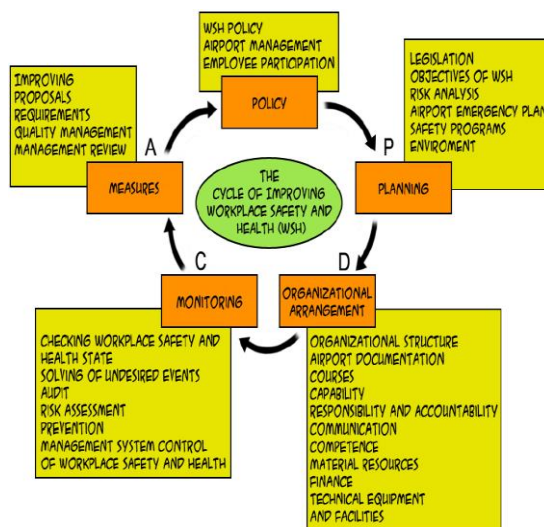 WSH POLICY
AIRPORT MANAGEMENT
EMPLOYEE PARTICIPATION
POLICY
LEGISLATION
OBJECTIVES OF WSH
RISK ANALYSIS
AIRPORT EMERGENCY PLAN
SAFETY PROGRAMS
ENVIROMENT
P
PLANNING
IMPROVING
PROPOSALS
REQUIREMENTS
QUALITY MANAGEMENT
MANAGEMENT REVIEW
A
MEASURES
THE
CYCLE OF IMPROVING
WORKPLACE SAFETY AND
HEALTH (WSH)
D
ORGANIZATIONAL
ARRANGEMENT
ORGANIZATIONAL STRUCTURE
AIRPORT DOCUMENTATION
COURSES
CAPABILITY
RESPONSIBILITY AND ACCOUNTABILITY
COMMUNICATION
COMPETENCE
MATERIAL RESOURCES
FINANCE
TECHNICAL EQUIPMENT
AND FACILITIES
C
MONITORING
CHECKING WORKPLACE SAFETY AND
HEALTH STATE
SOLVING OF UNDESIRED EVENTS
AUDIT
RISK ASSESSMENT
PREVENTION
MANAGEMENT SYSTEM CONTROL
OF WORKPLACE SAFETY AND HEALTH